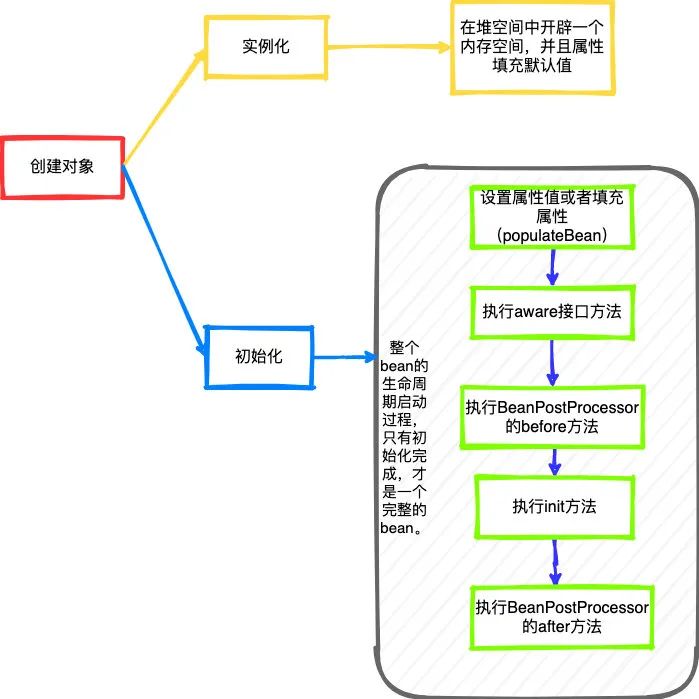 实例化
在堆空间中开辟一个
内存空间，并且属性
填充默认值
创建对象
设置属性值或者填充
属性
（populateBean）
执行aware接口方法
初始化
整个
bean的
生命周
期启动
过程，
只有初
始化完
成，才
是一个
完整的
bean。
执行BeanPostProcessor
的before方法
执行init方法
执行BeanPostProcessor
的after方法